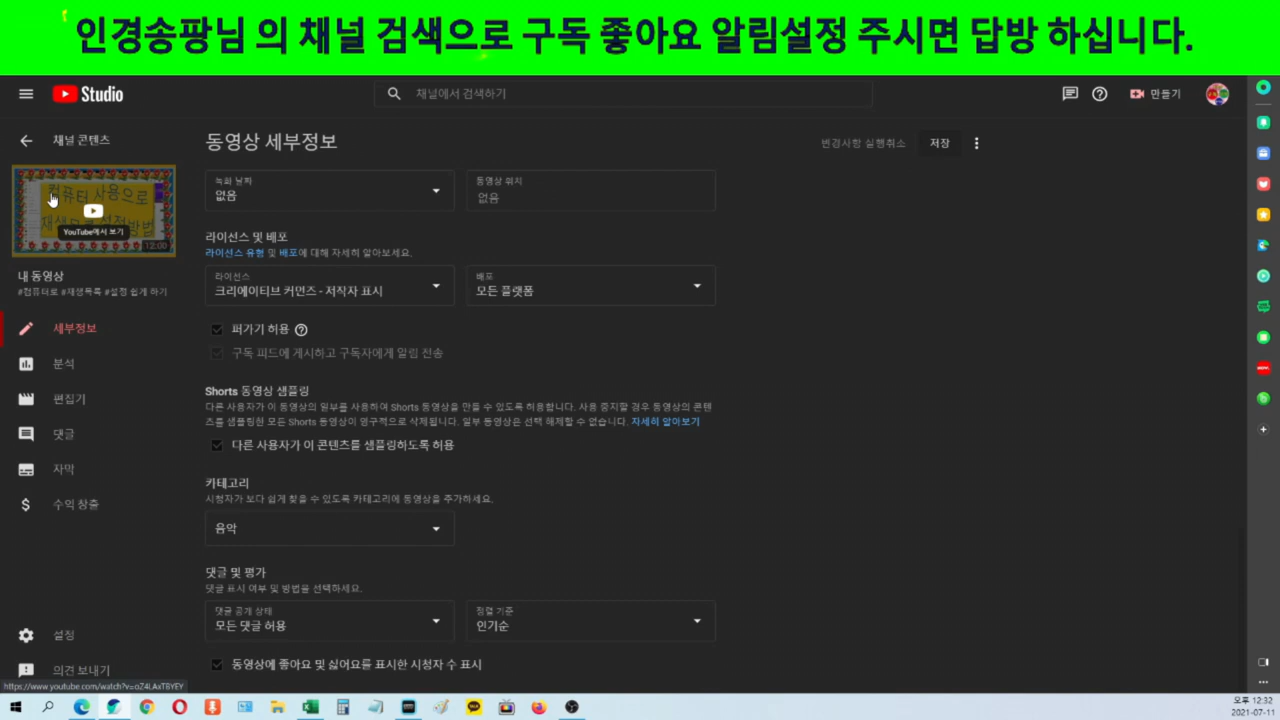 인경송팡님 의 채널 검색으로 구독 좋아요 알림설정 주시면 답방 하십니다.
Studio
채널에서 검색하기
만들기
채널 콘텐츠
동영상 세부정보
변경사항 실행취소
저장
컴퓨터 사용으로
YouTube에서 보기
12:00
내 동영상
#컴퓨터로 #재생목록 #설정 쉽게 하기
세부정보
분석
편집기
댓글
자막
수익 창출
설정
의견 보내기
녹화 날짜
없음
동영상 위치
없음
라이선스 및 배포
라이선스 유형 및 배포에 대해 자세히 알아보세요.
라이선스
크리에이티브 커먼즈 - 저작자 표시
배포
모든 플랫폼
퍼가기 허용
구독 피드에 게시하고 구독자에게 알림 전송
Shorts 동영상 샘플링
다른 사용자가 이 동영상의 일부를 사용하여 Shorts 동영상을 만들 수 있도록 허용합니다. 사용 중지할 경우 동영상의 콘텐
츠를 샘플링한 모든 Shorts 동영상이 영구적으로 삭제됩니다. 일부 동영상은 선택 해제할 수 없습니다. 자세히 알아보기
다른 사용자가 이 콘텐츠를 샘플링하도록 허용
카테고리
시청자가 보다 쉽게 찾을 수 있도록 카테고리에 동영상을 추가하세요.
음악
댓글 및 평가
댓글 표시 여부 및 방법을 선택하세요.
댓글 공개 상태
모든 댓글 허용
정렬 기준
인기순
동영상에 좋아요 및 싫어요를 표시한 시청자 수 표시
https://www.youtube.com/watch?v=oZ4LAxTBYEY
오후 12:32
2021-07-11